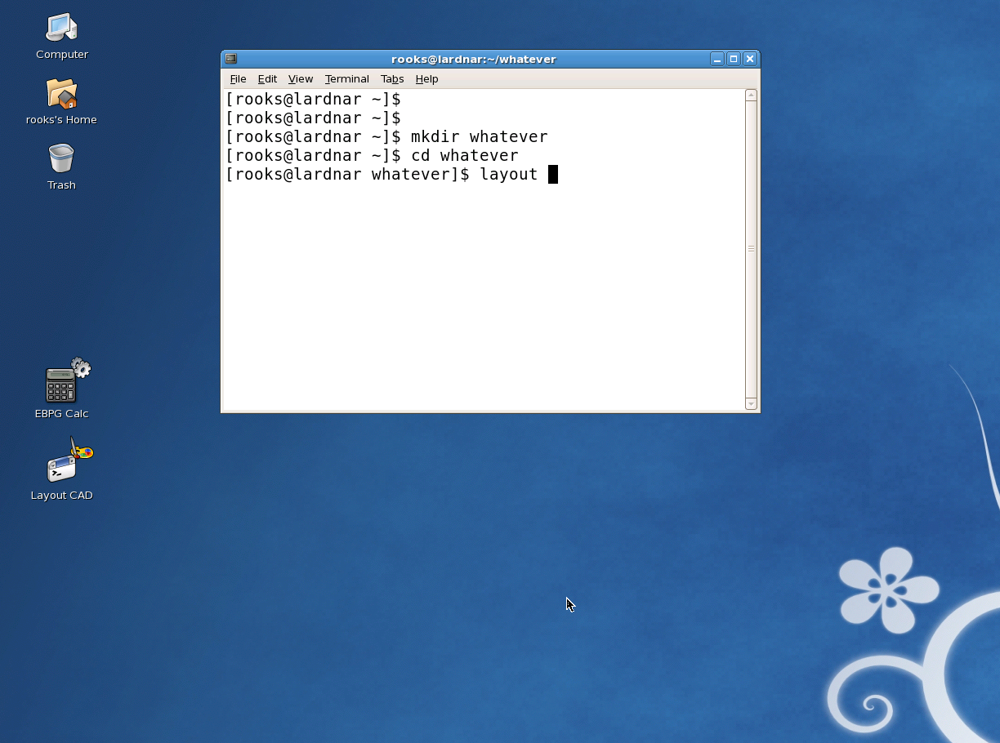 Computer
rooks's Home
Trash
EBPG Calc
Layout CAD
rooks@lardnar:~/whatever
File Edit View Terminal Tabs Help
[rooks@lardnar ~]$
[rooks@lardnar ~]$
[rooks@lardnar ~]$ mkdir whatever
[rooks@lardnar ~]$ cd whatever
[rooks@lardnar whatever]$ layout